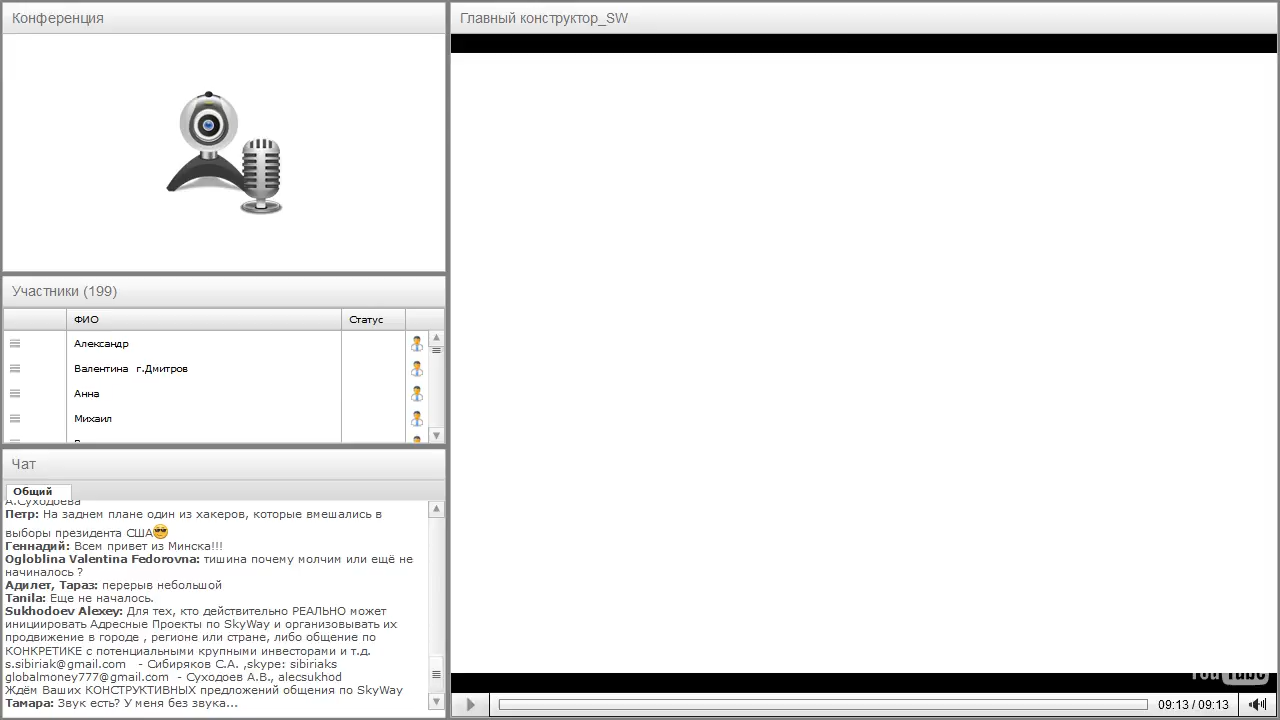 Конференция
Главный конструктор_SW
Участники (199)
ФИО
Статус
Александр
Валентина г.Дмитров
Анна
Михаил
Чат
Общий
А.Суходоева
Петр: На заднем плане один из хакеров, которые вмешались в
выборы президента США
Геннадий: Всем привет из Минска!!!
Ogloblina Valentina Fedorovna: тишина почему молчим или ещё не
начиналось ?
Адилет, Тараз: перерыв небольшой
Tanila: Еще не началось.
Sukhodoev Alexey: Для тех, кто действительно РЕАЛЬНО может
инициировать Адресные Проекты по SkyWay и организовывать их
продвижение в городе , регионе или стране, либо общение по
КОНКРЕТИКЕ с потенциальными крупными инвесторами и т.д.
s.sibiriak@gmail.com - Сибиряков С.А. ,skype: sibiriaks
globalmoney777@gmail.com - Суходоев А.В., alecsukhod
Ждём Ваших КОНСТРУКТИВНЫХ предложений общения по SkyWay
Тамара: Звук есть? У меня без звука...
YouTube
09:13 / 09:13